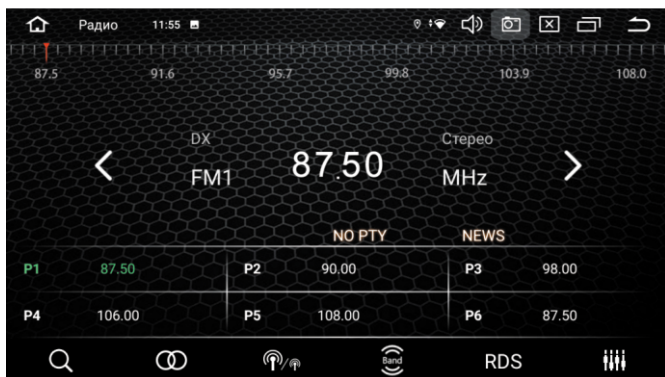 Радио 11:55
87.5 91.6 95.7 99.8 103.9 108.0
DX Стерео
FM1 87.50 MHz
NO PTY NEWS
P1 87.50 P2 90.00 P3 98.00
P4 106.00 P5 108.00 P6 87.50
Band RDS